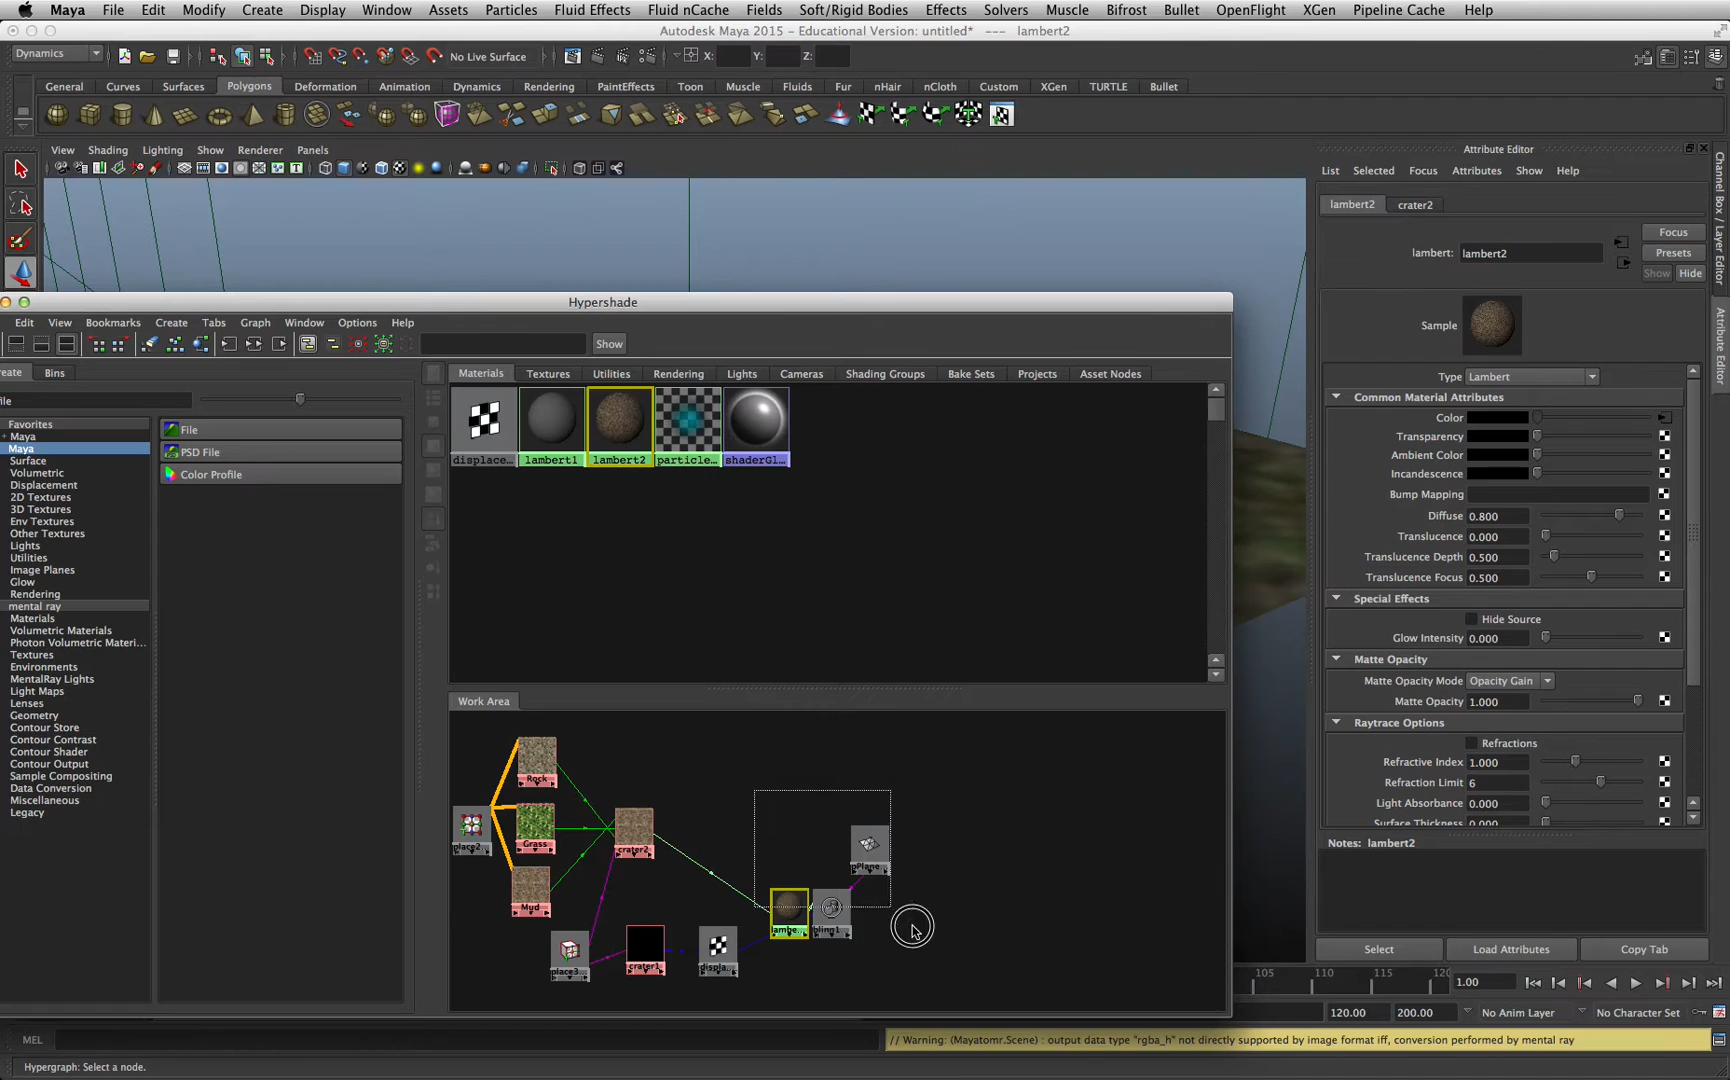 Maya File Edit Modify Create Display Window Assets Particles Fluid Effects Fluid nCache Fields Soft/Rigid Bodies Effects Solvers Muscle Bifrost Bullet OpenFlight XGen Pipeline Cache Help
Autodesk Maya 2015 - Educational Version: untitled* --- lambert2
Dynamics No Live Surface X: Y: Z:
General Curves Surfaces Polygons Deformation Animation Dynamics Rendering PaintEffects Toon Muscle Fluids Fur nHair nCloth Custom XGen TURTLE Bullet
View Shading Lighting Show Renderer Panels
Attribute Editor
List Selected Focus Attributes Show Help
lambert2 crater2
Focus
lambert: lambert2 Presets
Show Hide
Sample
Channel Box / Layer Editor
Attribute Editor
Type Lambert
Common Material Attributes
Color
Transparency
Ambient Color
Incandescence
Bump Mapping
Diffuse 0.800
Translucence 0.000
Translucence Depth 0.500
Translucence Focus 0.500
Special Effects
Hide Source
Glow Intensity 0.000
Matte Opacity
Matte Opacity Mode Opacity Gain
Matte Opacity 1.000
Raytrace Options
Refractions
Refractive Index 1.000
Refraction Limit 6
Light Absorbance 0.000
Surface Thickness 0.000
Notes: lambert2
Select Load Attributes Copy Tab
Hypershade
Edit View Bookmarks Create Tabs Graph Window Options Help
Show
reate Bins
Materials Textures Utilities Rendering Lights Cameras Shading Groups Bake Sets Projects Asset Nodes
file
Favorites
+ Maya
Maya
Surface
Volumetric
Displacement
2D Textures
3D Textures
Env Textures
Other Textures
Lights
Utilities
Image Planes
Glow
Rendering
mental ray
Materials
Volumetric Materials
Photon Volumetric Materi...
Textures
Environments
MentalRay Lights
Light Maps
Lenses
Geometry
Contour Store
Contour Contrast
Contour Shader
Contour Output
Sample Compositing
Data Conversion
Miscellaneous
Legacy
File
PSD File
Color Profile
displace... lambert1 lambert2 particle... shaderGl...
Work Area
Rock
place2... Grass crater2
Mud
pPlane
lambe... bling1
place3... crater1 displa...
105 110 115 120 1.00
120.00 200.00 No Anim Layer No Character Set
MEL // Warning: (Mayatomr.Scene) : output data type "rgba_h" not directly supported by image format iff, conversion performed by mental ray
Hypergraph: Select a node.